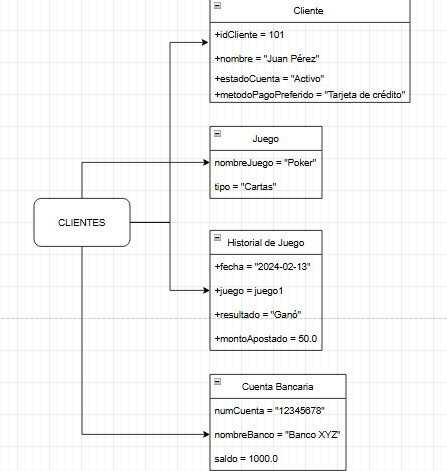 Cliente
+idCliente = 101
+nombre = "Juan Pérez"
+estadoCuenta = "Activo"
+metodoPagoPreferido = "Tarjeta de crédito"
Juego
nombreJuego = "Poker"
tipo = "Cartas"
CLIENTES
Historial de Juego
+fecha = "2024-02-13"
+juego = juego1
+resultado = "Ganó"
+montoApostado = 50.0
Cuenta Bancaria
numCuenta = "12345678"
nombreBanco = "Banco XYZ"
saldo = 1000.0